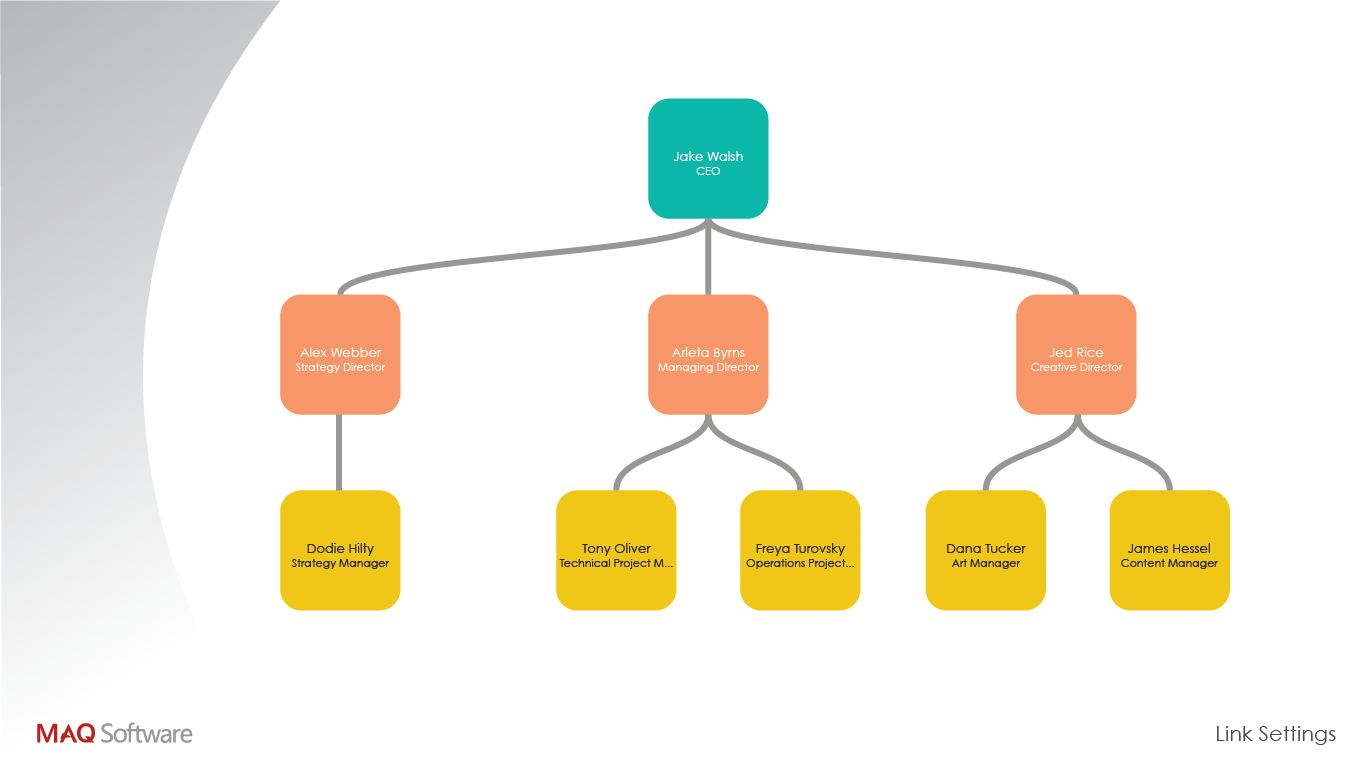 Jake Walsh
CEO
Alex Webber
Strategy Director
Arleta Byrns
Managing Director
Jed Rice
Creative Director
Dodie Hilty
Strategy Manager
Tony Oliver
Technical Project M...
Freya Turovsky
Operations Project...
Dana Tucker
Art Manager
James Hessel
Content Manager
MAQ Software
Link Settings